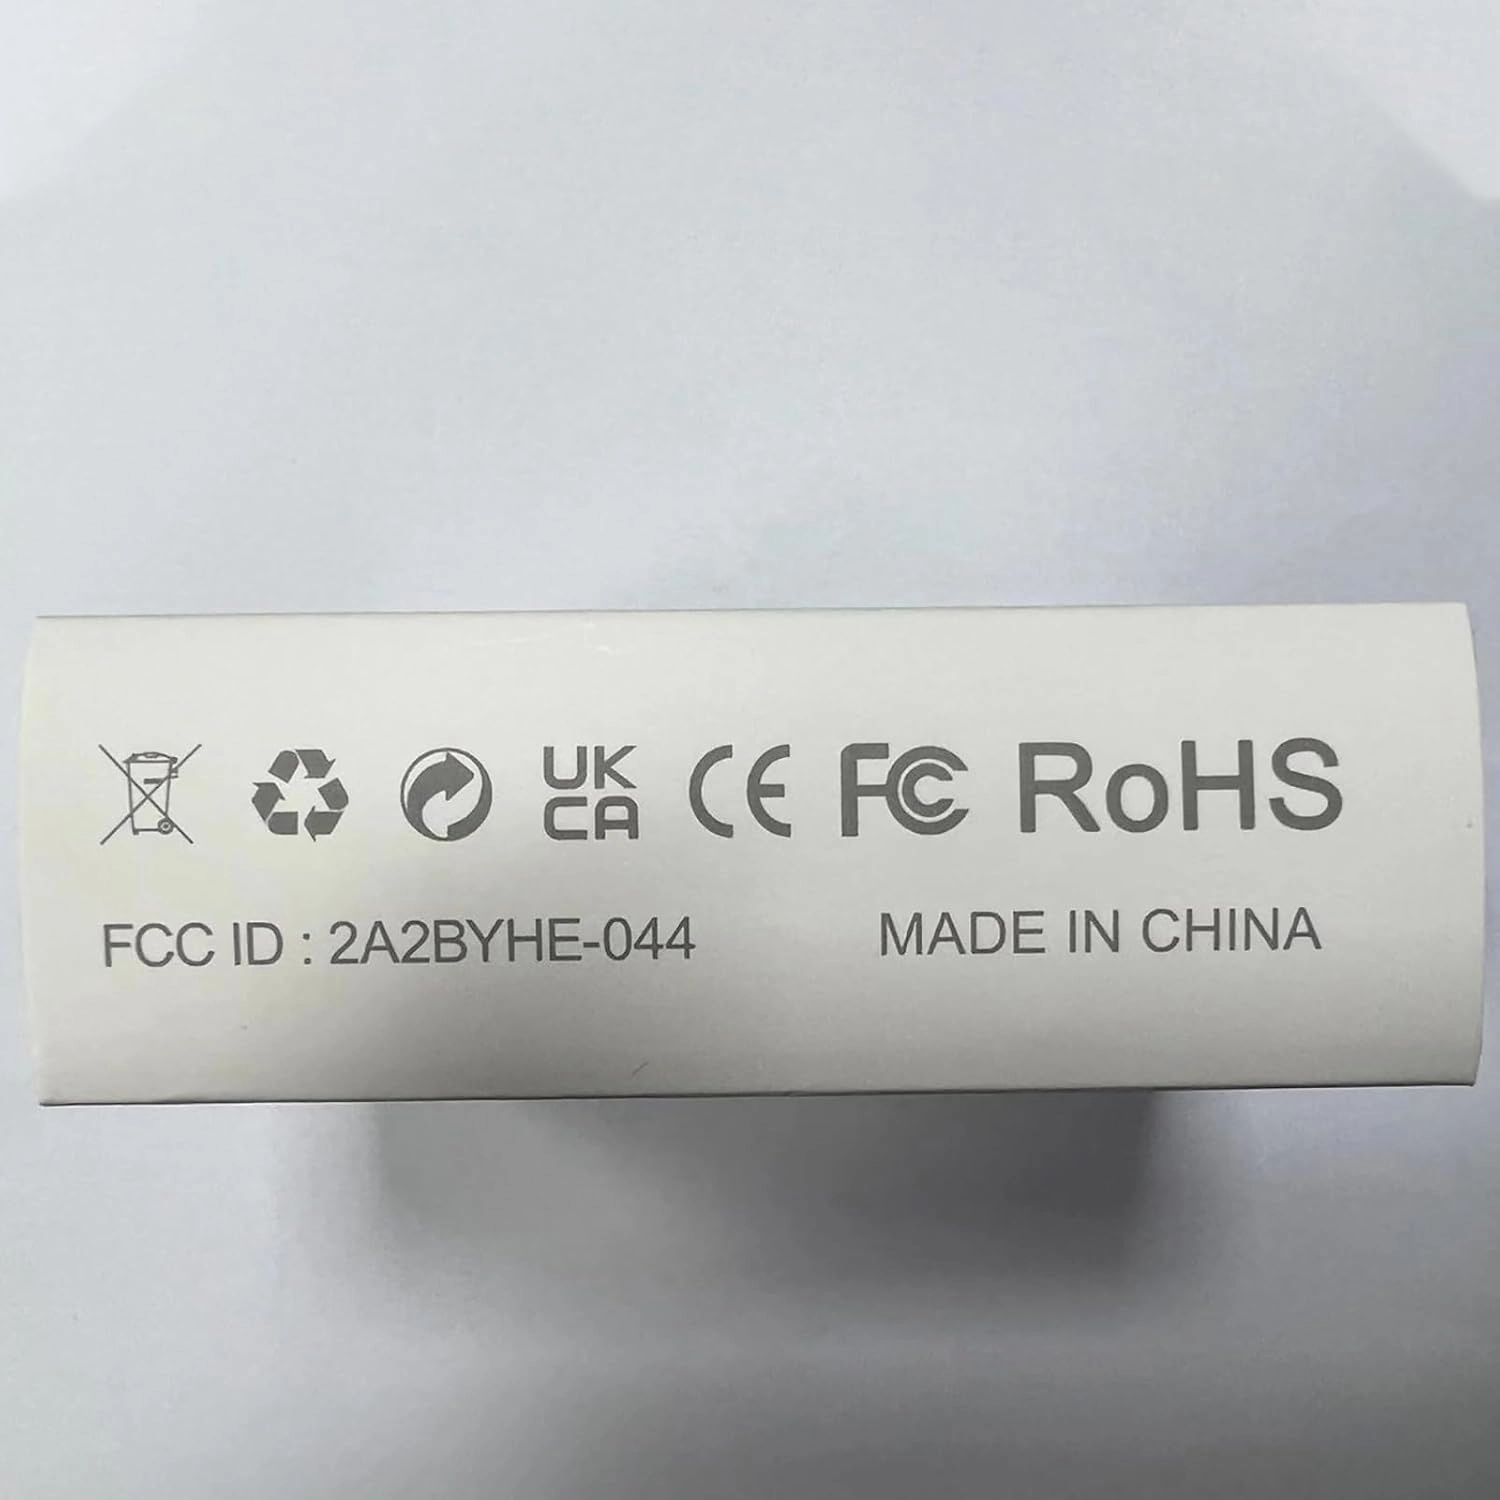 UK CA CE FC RoHS
FCC ID : 2A2BYHE-044 MADE IN CHINA